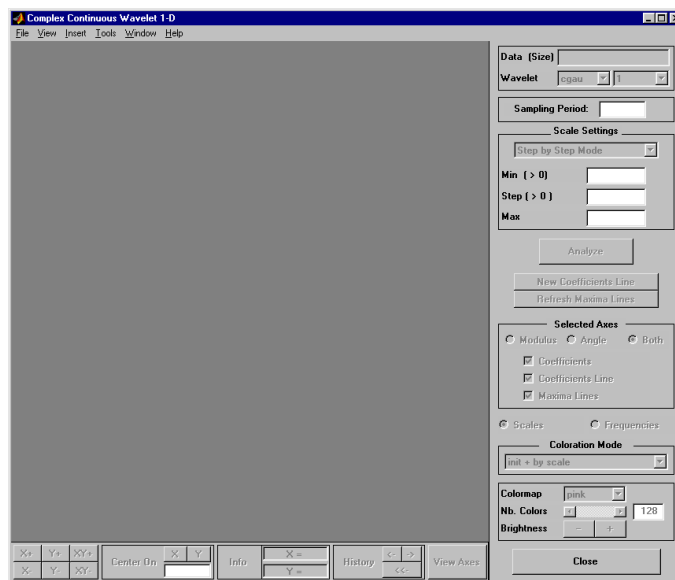 Complex Continuous Wavelet 1-D
File View Insert Tools Window Help
Data (Size)
Wavelet cgau 1
Sampling Period:
Scale Settings
Step by Step Mode
Min ( > 0)
Step ( > 0 )
Max
Analyze
New Coefficients Line
Refresh Maxima Lines
Selected Axes
Modulus Angle Both
Coefficients
Coefficients Line
Maxima Lines
Scales Frequencies
Coloration Mode
init + by scale
Colormap pink
Nb. Colors 128
Brightness - +
X+ Y+ XY+
X- Y- XY-
Center On X Y
Info X =
Y =
History <- ->
<<-
View Axes
Close